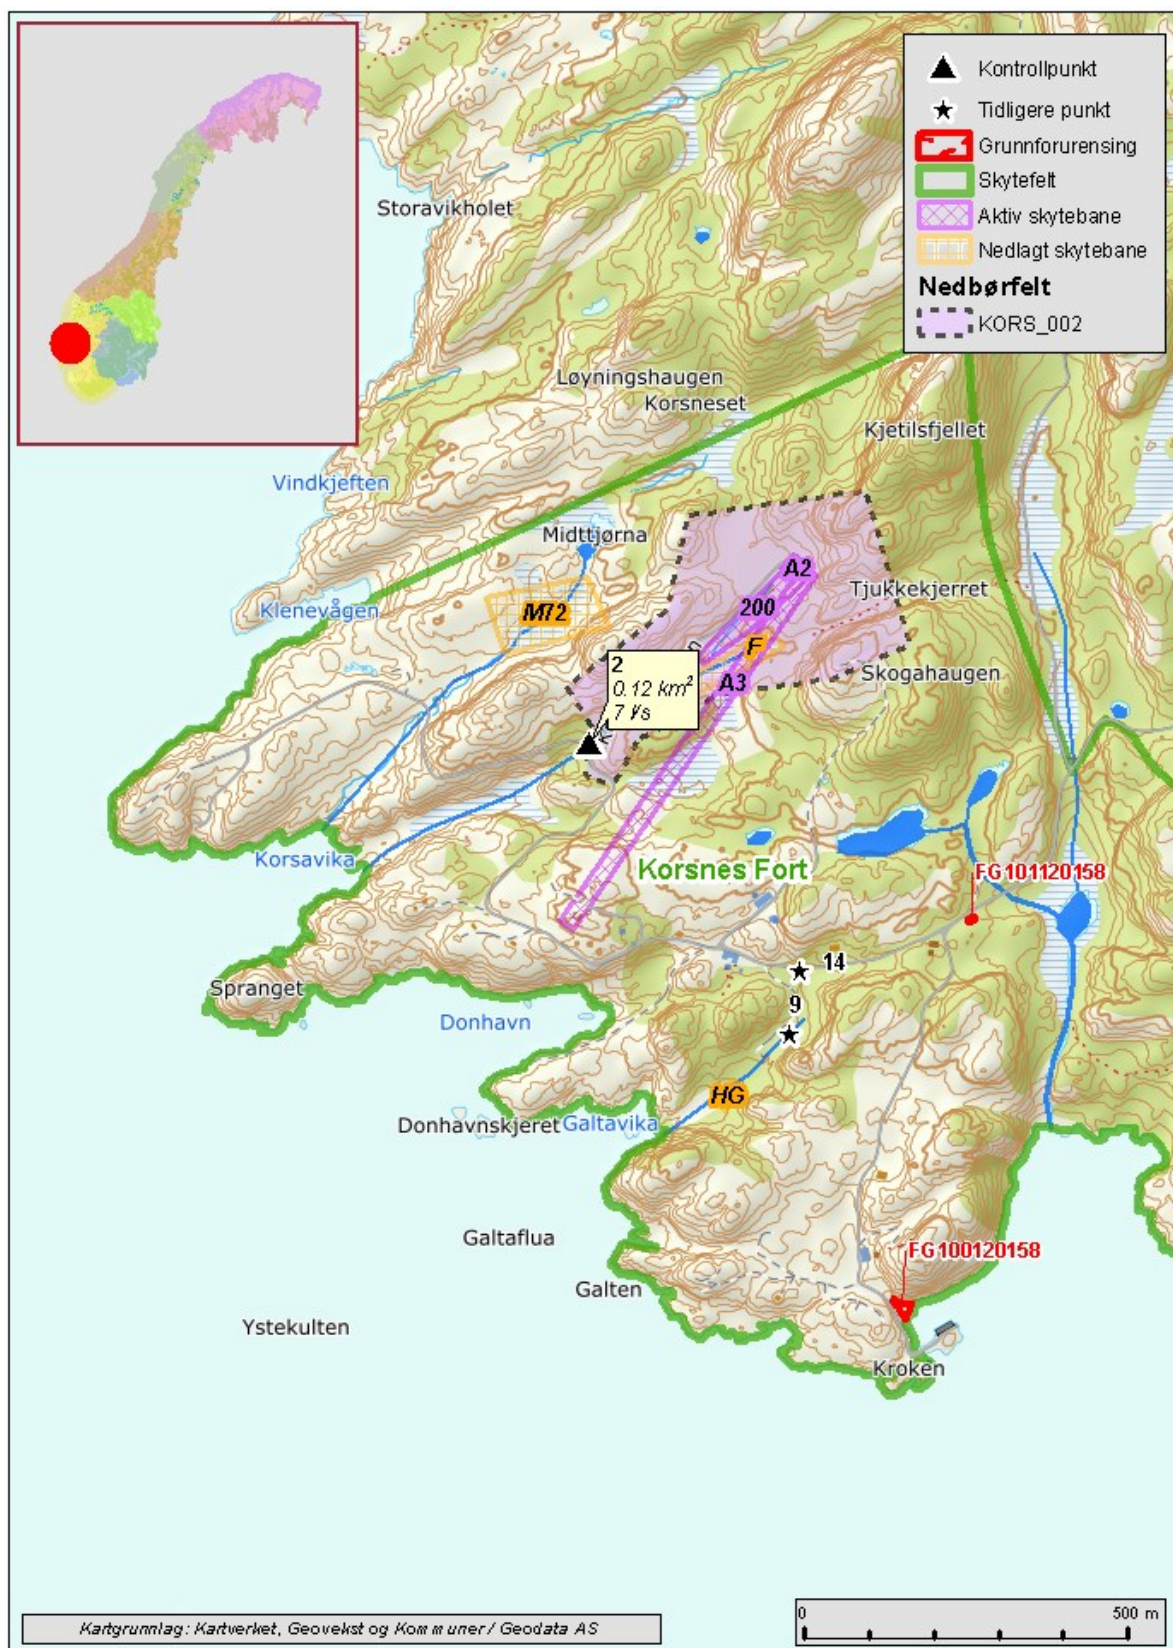 Kontrollpunkt
Tidligere punkt
Grunnforurensing
Skytefelt
Aktiv skytebane
Nedlagt skytebane
Nedbørfelt
KORS_002
Storavikholet
Løyningshaugen
Korsneset
Kjetilsfjellet
Vindkjeften
Midttjørna
A2
Tjukkekjerret
Klenevågen
M72
200
F
2
0.12 km²
7 l/s
A3
Skogahaugen
Korsavika
Korsnes Fort
FG101120158
14
Spranget
9
Donhavn
HG
Donhavnskjeret
Galtavika
Galtaflua
FG100120158
Galten
Ystekulten
Kroken
0
500 m
Kartgrunnlag: Kartverket, Geovekst og Kommuner / Geodata AS